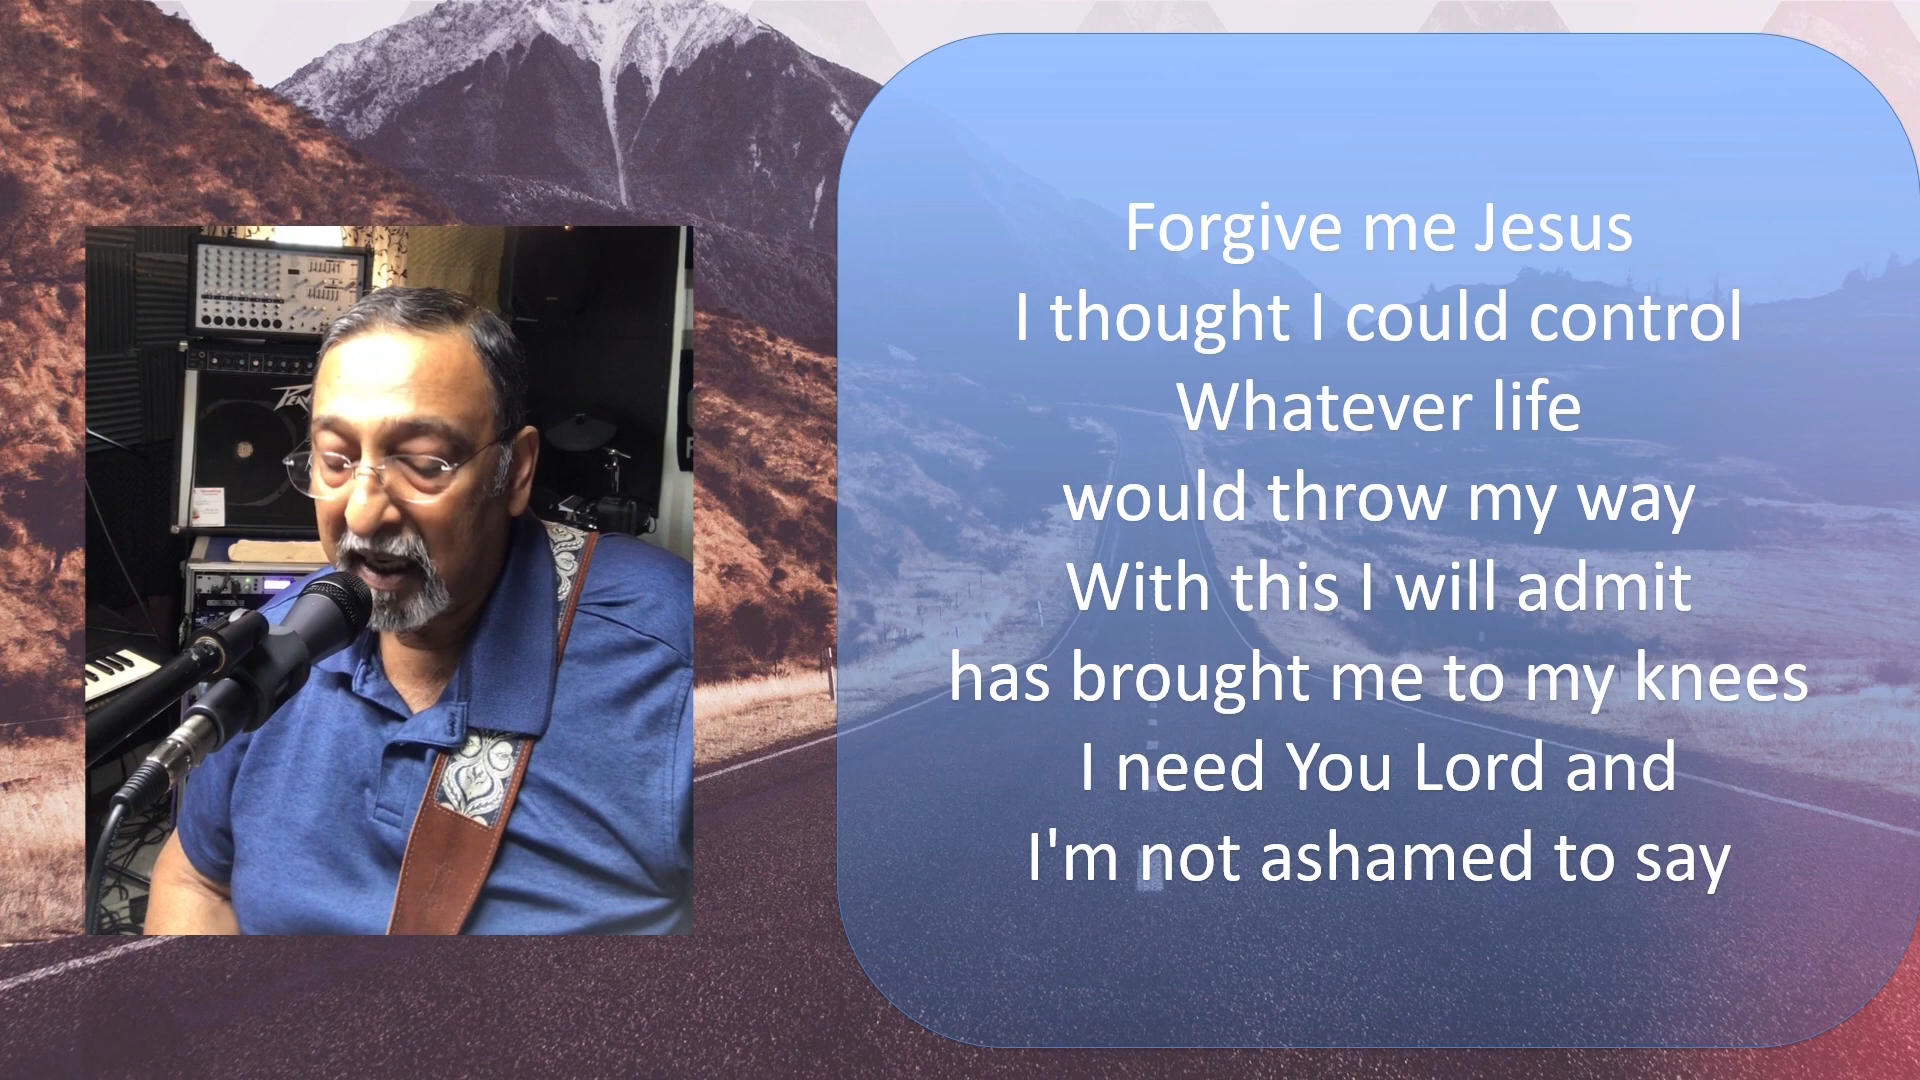 PEAVEY
Forgive me Jesus
I thought I could control
Whatever life
would throw my way
With this I will admit
has brought me to my knees
I need You Lord and
I'm not ashamed to say